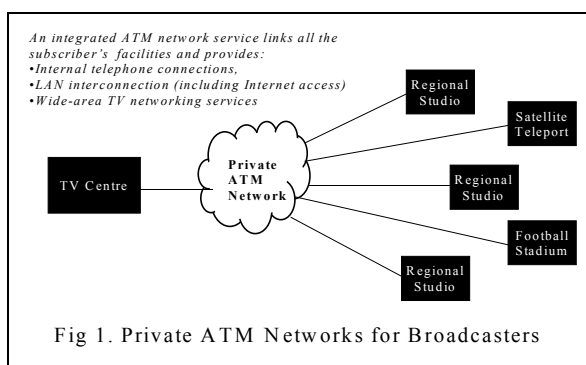 An integrated ATM network service links all the
subscriber's facilities and provides:
•Internal telephone connections,
•LAN interconnection (including Internet access)
•Wide-area TV networking services
Regional
Studio
Satellite
Teleport
Private
ATM
Network
TV Centre
Regional
Studio
Football
Stadium
Regional
Studio
Fig 1. Private ATM Networks for Broadcasters